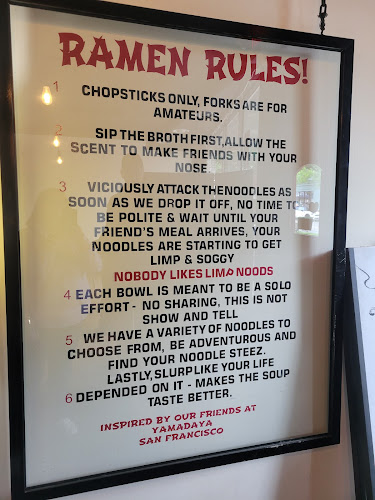 RAMEN RULES!
1 CHOPSTICKS ONLY, FORKS ARE FOR
AMATEURS.
2 SIP THE BROTH FIRST,ALLOW THE
SCENT TO MAKE FRIENDS WITH YOUR
NOSE.
3 VICIOUSLY ATTACK THENOODLES AS
SOON AS WE DROP IT OFF, NO TIME TO
BE POLITE & WAIT UNTIL YOUR
FRIEND'S MEAL ARRIVES, YOUR
NOODLES ARE STARTING TO GET
LIMP & SOGGY
NOBODY LIKES LIMP NOODS
4 EACH BOWL IS MEANT TO BE A SOLO
EFFORT - NO SHARING, THIS IS NOT
SHOW AND TELL
5 WE HAVE A VARIETY OF NOODLES TO
CHOOSE FROM, BE ADVENTUROUS AND
FIND YOUR NOODLE STEEZ.
LASTLY,SLURP LIKE YOUR LIFE
6 DEPENDED ON IT - MAKES THE SOUP
TASTE BETTER.
INSPIRED BY OUR FRIENDS AT
YAMADAYA
SAN FRANCISCO